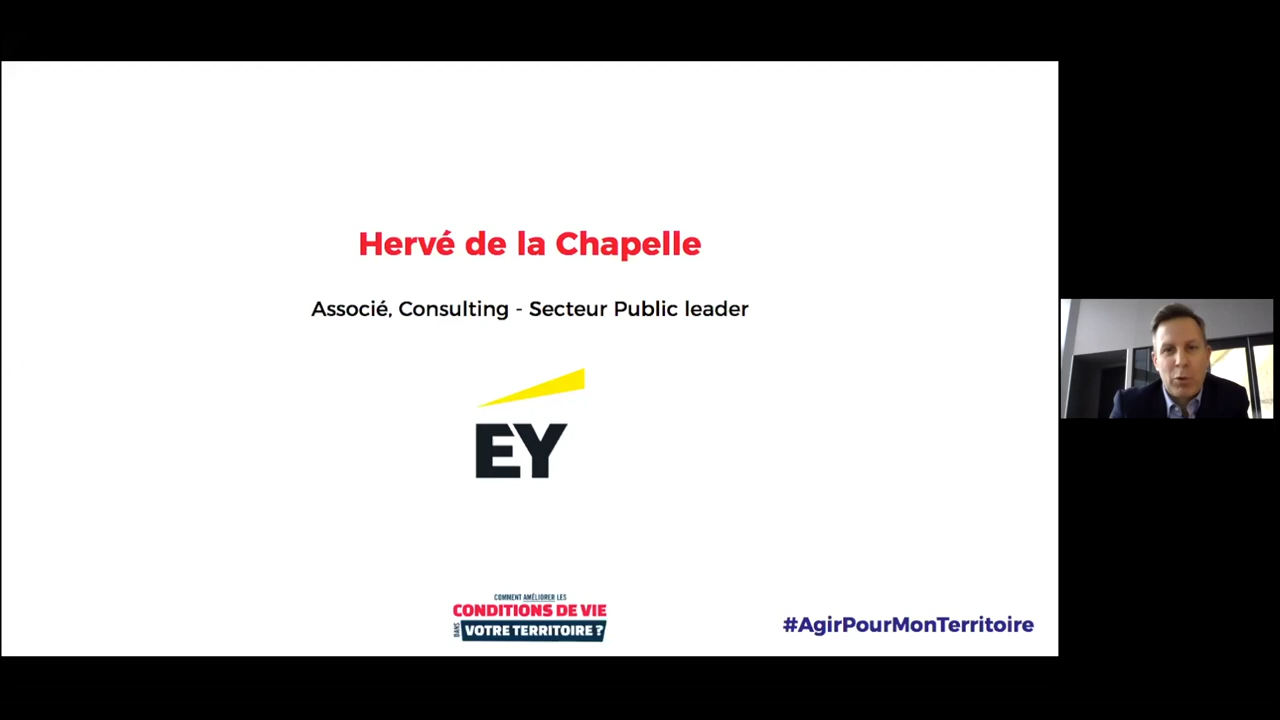 Hervé de la Chapelle
Associé, Consulting - Secteur Public leader
EY
COMMENT AMÉLIORER LES
CONDITIONS DE VIE
DANS VOTRE TERRITOIRE ?
#AgirPourMonTerritoire